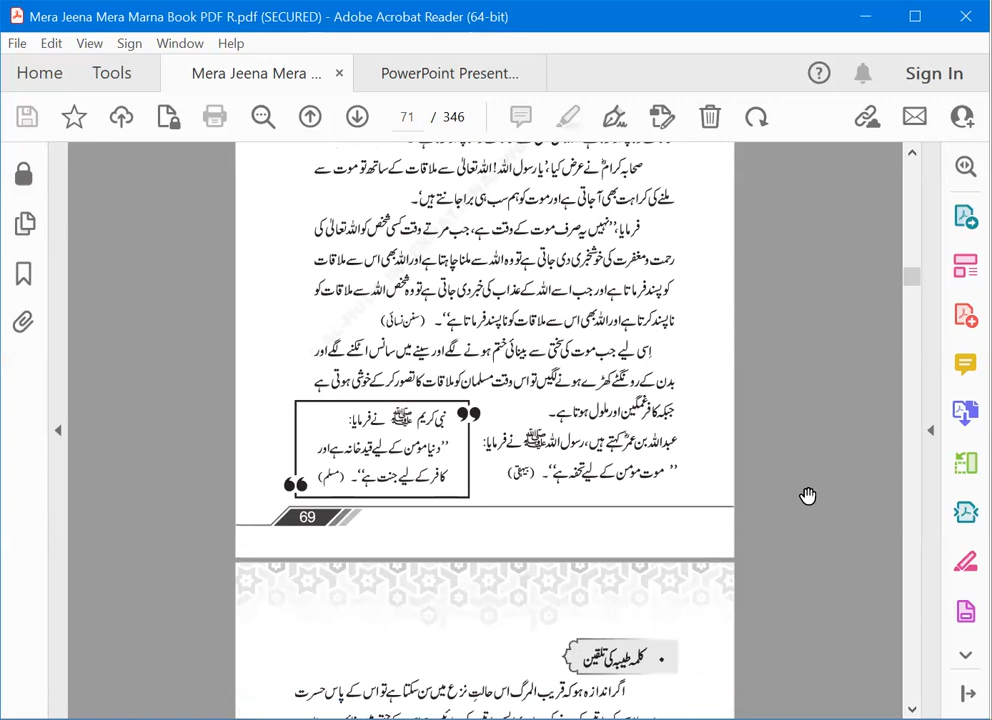 Mera Jeena Mera Marna Book PDF R.pdf (SECURED) - Adobe Acrobat Reader (64-bit)
File Edit View Sign Window Help
Home Tools Mera Jeena Mera ... × PowerPoint Present... Sign In
71 / 346
صحابہ کرامؓ نے عرض کیا، ’یا رسول اللہ! اللہ تعالیٰ سے ملاقات کے ساتھ تو موت سے
ملنے کی کراہت بھی آ جاتی ہے اور موت کو ہم سب ہی برا جانتے ہیں‘۔
فرمایا، ’’نہیں یہ صرف موت کے وقت ہے، جب مرتے وقت کسی شخص کو اللہ تعالیٰ کی
رحمت و مغفرت کی خوشخبری دی جاتی ہے تو وہ اللہ سے ملنا چاہتا ہے اور اللہ بھی اس سے ملاقات
کو پسند فرماتا ہے اور جب اسے اللہ کے عذاب کی خبر دی جاتی ہے تو وہ شخص اللہ سے ملاقات کو
ناپسند کرتا ہے اور اللہ بھی اس سے ملاقات کو ناپسند فرماتا ہے‘‘۔ (سنن نسائی)
اِسی لیے جب موت کی سختی سے بینائی ختم ہونے لگے اور سینے میں سانس اٹکنے لگے اور
بدن کے رونگٹے کھڑے ہونے لگیں تو اس وقت مسلمان کو ملاقات کا تصور کر کے خوشی ہوتی ہے
جبکہ کافر غمگین اور ملول ہوتا ہے۔
عبداللہ بن عمرؓ کہتے ہیں، رسول اللہ ﷺ نے فرمایا:
’’ موت مؤمن کے لیے تحفہ ہے‘‘۔ (بیہقی)
نبی کریم ﷺ نے فرمایا:
’’دنیا مؤمن کے لیے قید خانہ ہے اور
کافر کے لیے جنت ہے‘‘۔ (مسلم)
69
• کلمہ طیبہ کی تلقین
اگر اندازہ ہو کہ قریب المرگ اس حالتِ نزع میں سن سکتا ہے تو اس کے پاس حسرت